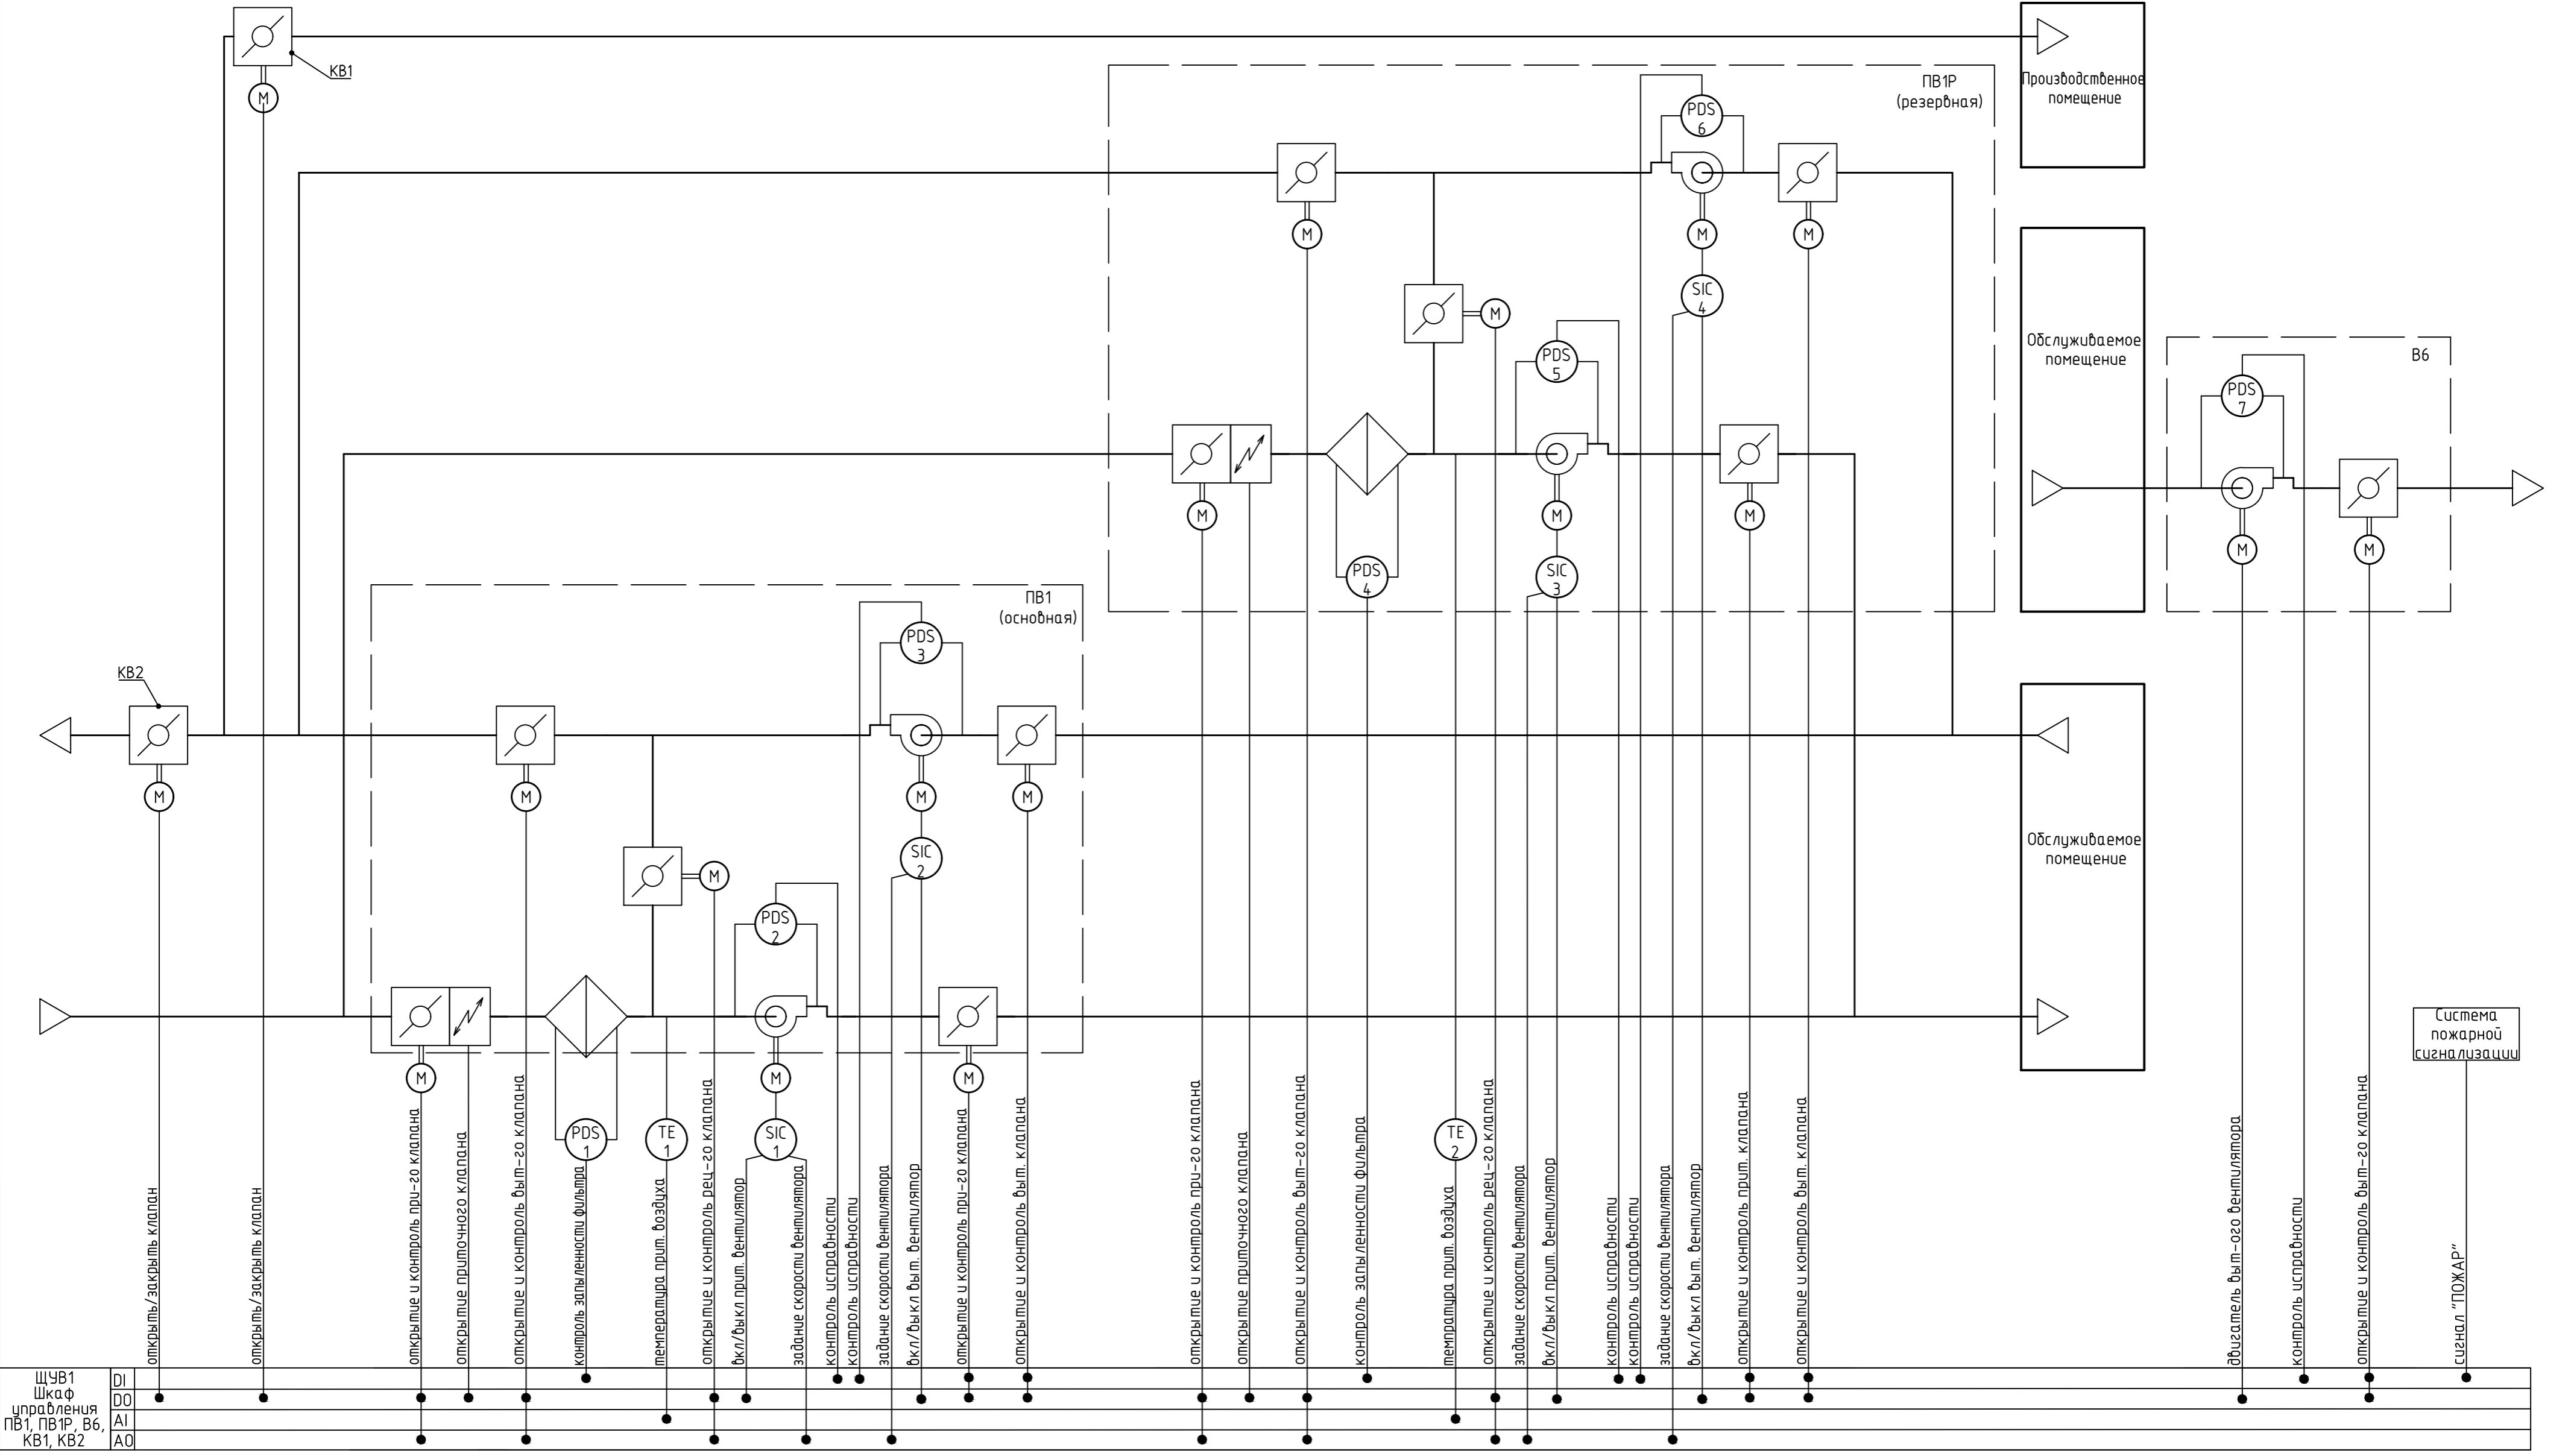 КВ1
М
Производственное
помещение
ПВ1Р
(резервная)
PDS
6
М
М
М
SIC
4
М
PDS
5
Обслуживаемое
помещение
В6
PDS
7
М
М
М
М
М
SIC
3
PDS
4
ПВ1
(основная)
PDS
3
КВ2
М
М
М
М
SIC
2
М
PDS
2
Обслуживаемое
помещение
Система
пожарной
сигнализации
М
М
М
PDS
1
TE
1
SIC
1
TE
2
открыть/закрыть клапан
открыть/закрыть клапан
открытие и контроль при-го клапана
открытие приточного клапана
открытие и контроль выт-го клапана
контроль запыленности фильтра
температура прит. воздуха
открытие и контроль рец-го клапана
вкл/выкл прит. вентилятор
задание скорости вентилятора
контроль исправности
контроль исправности
задание скорости вентилятора
вкл/выкл выт. вентилятор
открытие и контроль при-го клапана
открытие и контроль выт. клапана
открытие и контроль при-го клапана
открытие приточного клапана
открытие и контроль выт-го клапана
контроль запыленности фильтра
темпратура прит. воздуха
открытие и контроль рец-го клапана
задание скорости вентилятора
вкл/выкл прит. вентилятор
контроль исправности
контроль исправности
задание скорости вентилятора
вкл/выкл выт. вентилятор
открытие и контроль прит. клапана
открытие и контроль выт. клапана
двигатель выт-ого вентилятора
контроль исправности
открытие и контроль выт-го клапана
сигнал "ПОЖАР"
ЩУВ1
Шкаф
управления
ПВ1, ПВ1Р, В6,
КВ1, КВ2
DI
DO
AI
AO